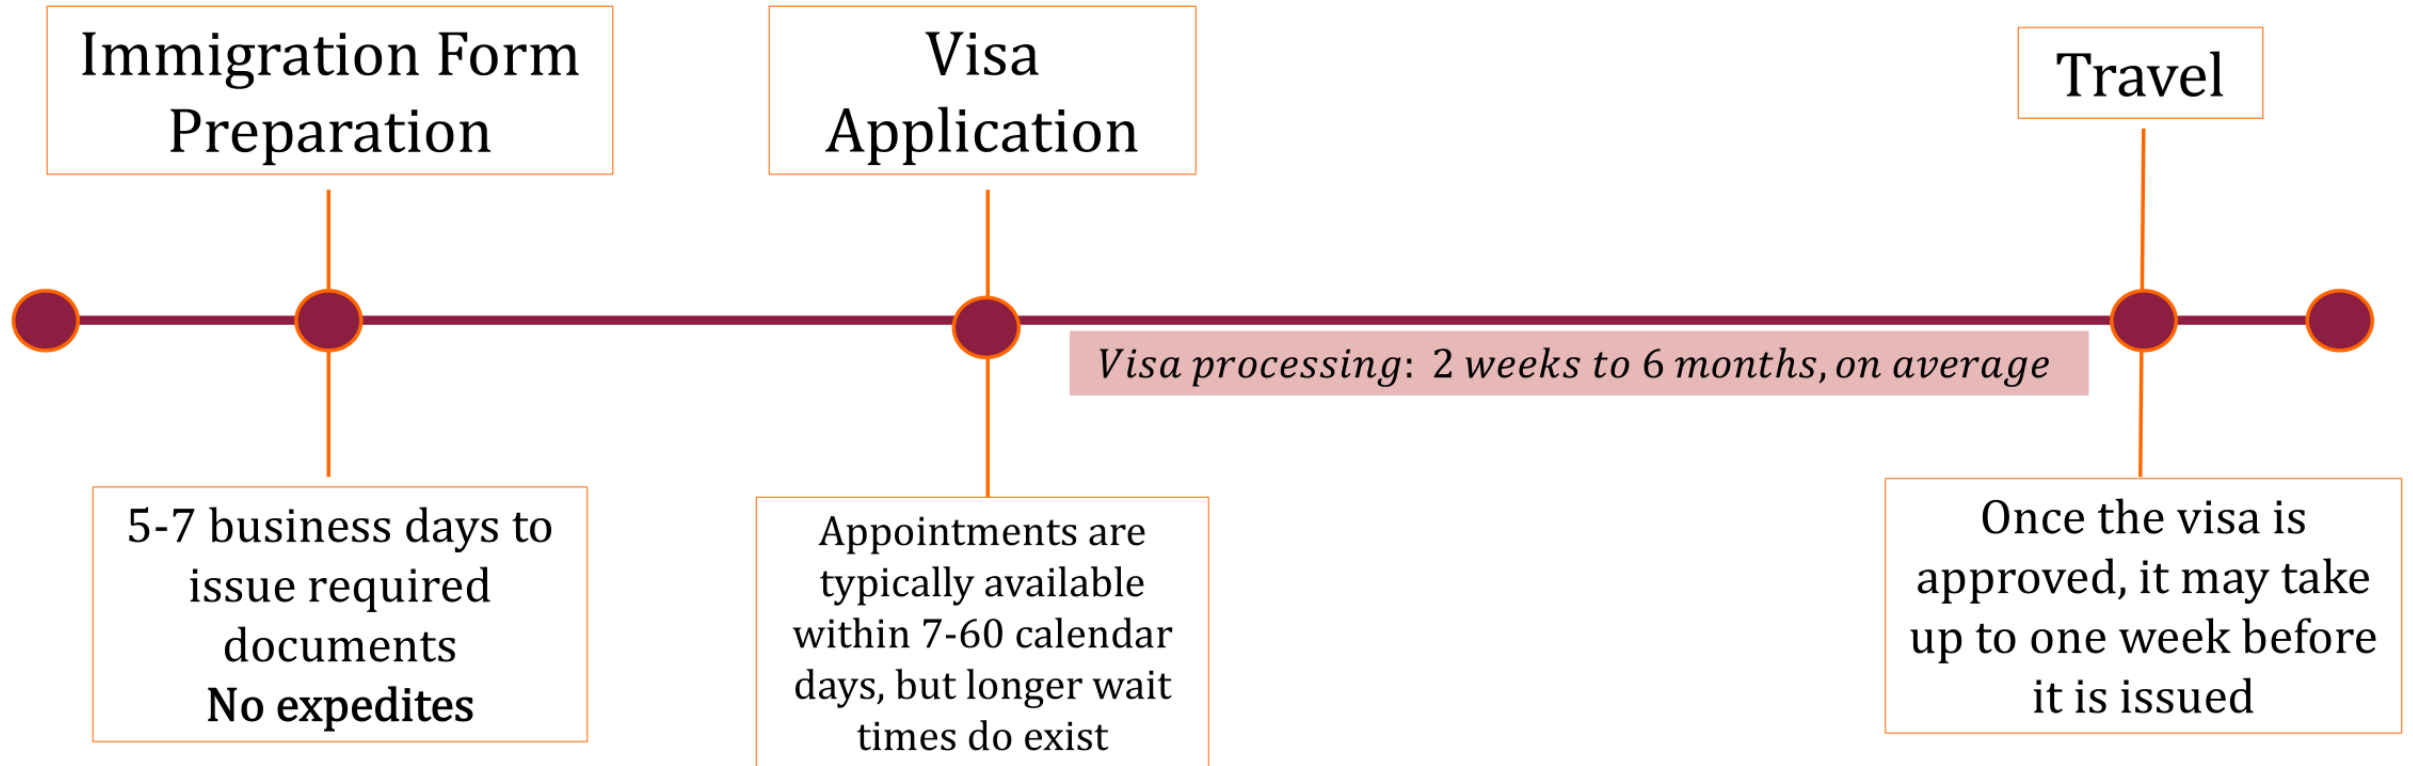 Immigration Form
Preparation
Visa
Application
Travel
Visa processing: 2 weeks to 6 months, on average
5-7 business days to
issue required
documents
No expedites
Appointments are
typically available
within 7-60 calendar
days, but longer wait
times do exist
Once the visa is
approved, it may take
up to one week before
it is issued